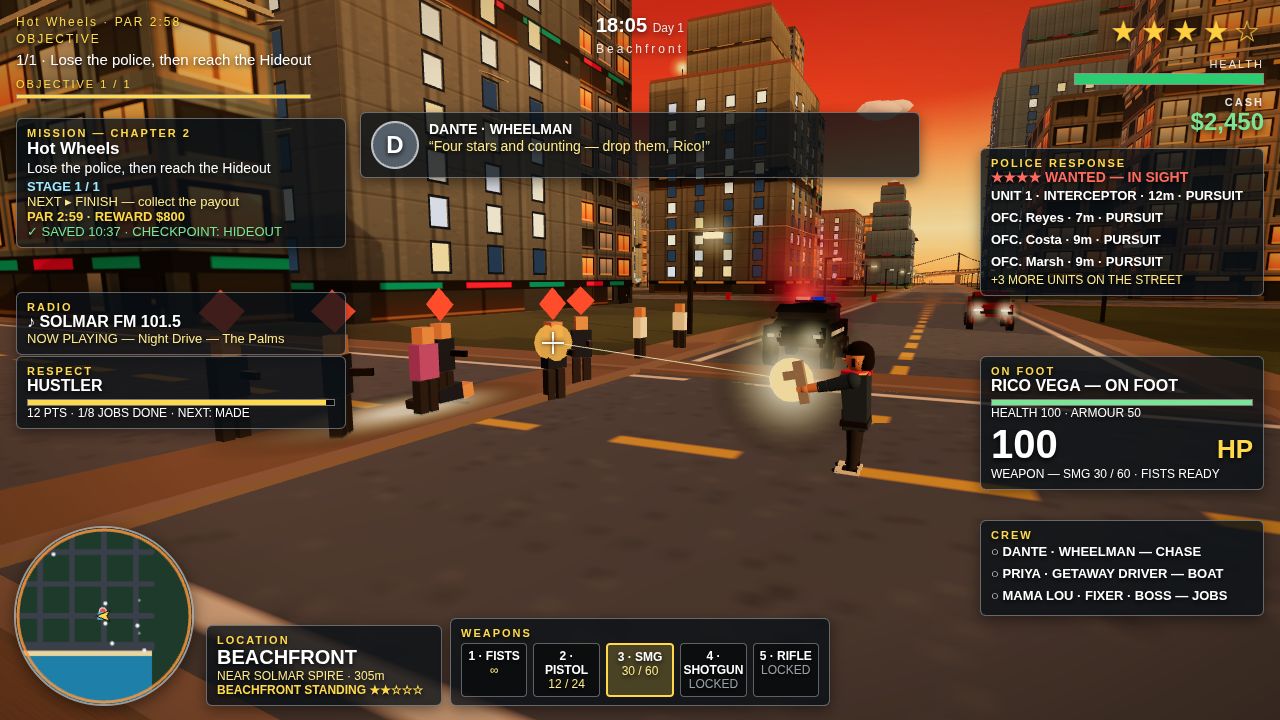 Hot Wheels · PAR 2:58
OBJECTIVE
1/1 · Lose the police, then reach the Hideout
OBJECTIVE 1 / 1
18:05 Day 1
Beachfront
★★★★☆
HEALTH
CASH
$2,450
MISSION — CHAPTER 2
Hot Wheels
Lose the police, then reach the Hideout
STAGE 1 / 1
NEXT ▸ FINISH — collect the payout
PAR 2:59 · REWARD $800
✓ SAVED 10:37 · CHECKPOINT: HIDEOUT
D
DANTE · WHEELMAN
“Four stars and counting — drop them, Rico!”
POLICE RESPONSE
★★★★ WANTED — IN SIGHT
UNIT 1 · INTERCEPTOR · 12m · PURSUIT
OFC. Reyes · 7m · PURSUIT
OFC. Costa · 9m · PURSUIT
OFC. Marsh · 9m · PURSUIT
+3 MORE UNITS ON THE STREET
RADIO
♪ SOLMAR FM 101.5
NOW PLAYING — Night Drive — The Palms
RESPECT
HUSTLER
12 PTS · 1/8 JOBS DONE · NEXT: MADE
ON FOOT
RICO VEGA — ON FOOT
HEALTH 100 · ARMOUR 50
100 HP
WEAPON — SMG 30 / 60 · FISTS READY
CREW
○ DANTE · WHEELMAN — CHASE
○ PRIYA · GETAWAY DRIVER — BOAT
○ MAMA LOU · FIXER · BOSS — JOBS
LOCATION
BEACHFRONT
NEAR SOLMAR SPIRE · 305m
BEACHFRONT STANDING ★★☆☆☆
WEAPONS
1 · FISTS
∞
2 · PISTOL
12 / 24
3 · SMG
30 / 60
4 · SHOTGUN
LOCKED
5 · RIFLE
LOCKED